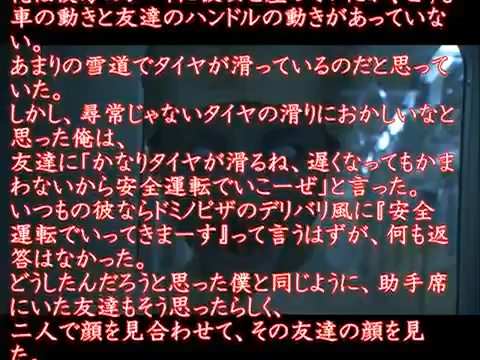 車の動きと友達のハンドルの動きがあっていな
い。
あまりの雪道でタイヤが滑っているのだと思って
いた。
しかし、尋常じゃないタイヤの滑りにおかしいなと
思った俺は、
友達に「かなりタイヤが滑るね、遅くなってもかま
わないから安全運転でいこーぜ」と言った。
いつもの彼ならドミノピザのデリバリ風に『安全
運転でいってきまーす』って言うはずが、何も返
答はなかった。
どうしたんだろうと思った僕と同じように、助手席
にいた友達もそう思ったらしく、
二人で顔を見合わせて、その友達の顔を見
た。